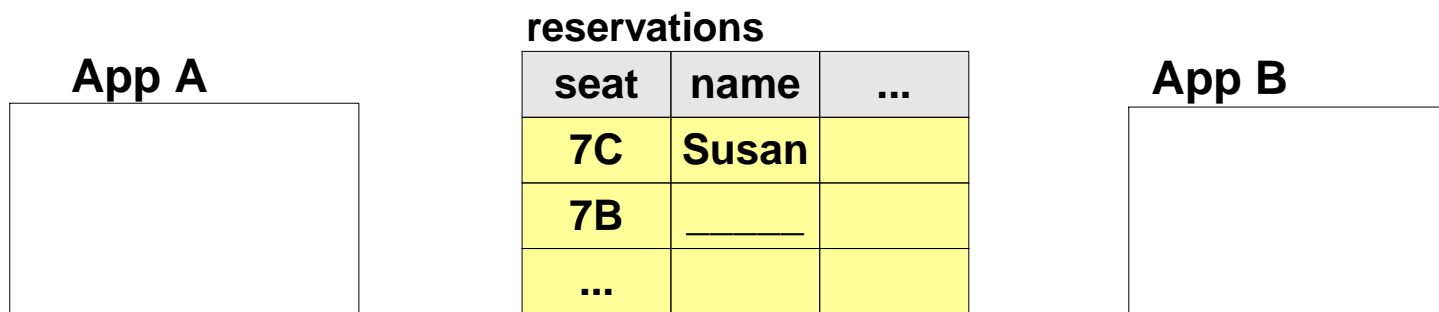 App A
reservations
seat name ...
7C Susan
7B _____
...
App B